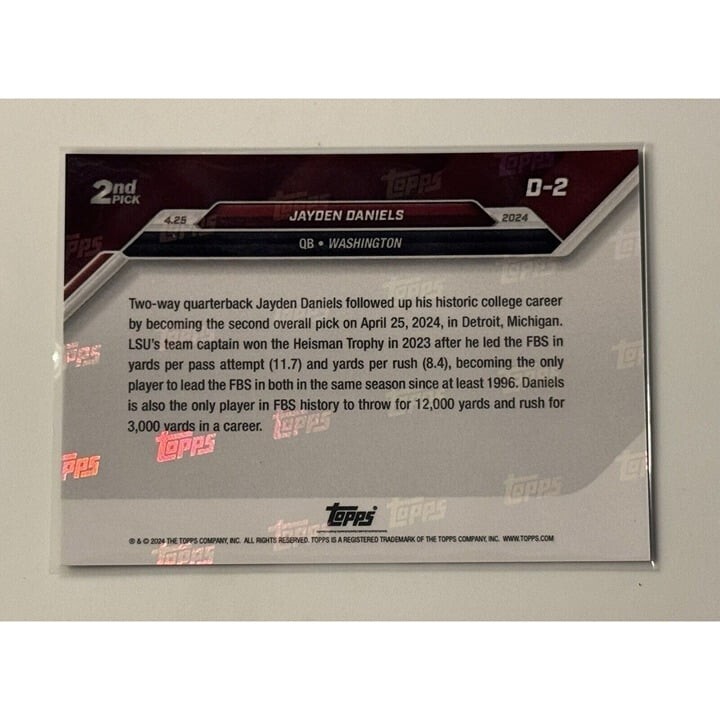 2nd
PICK
D-2
4.25
JAYDEN DANIELS
2024
QB • WASHINGTON
Two-way quarterback Jayden Daniels followed up his historic college career
by becoming the second overall pick on April 25, 2024, in Detroit, Michigan.
LSU's team captain won the Heisman Trophy in 2023 after he led the FBS in
yards per pass attempt (11.7) and yards per rush (8.4), becoming the only
player to lead the FBS in both in the same season since at least 1996. Daniels
is also the only player in FBS history to throw for 12,000 yards and rush for
3,000 yards in a career.
Topps
® & © 2024 THE TOPPS COMPANY, INC. ALL RIGHTS RESERVED. TOPPS IS A REGISTERED TRADEMARK OF THE TOPPS COMPANY, INC. WWW.TOPPS.COM